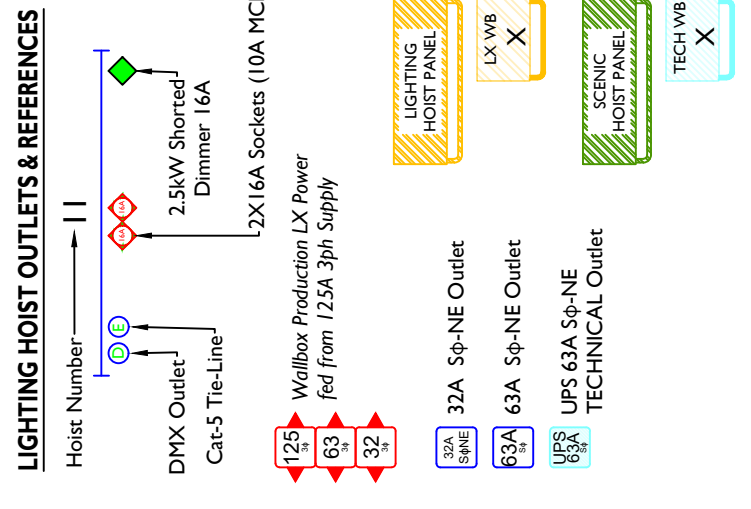 LIGHTING HOIST OUTLETS & REFERENCES
Hoist Number
11
D
E
16A
16A
DMX Outlet
Cat-5 Tie-Line
2.5kW Shorted
Dimmer 16A
2X16A Sockets (10A
125
3ϕ
63
3ϕ
32
3ϕ
Wallbox Production LX Power
fed from 125A 3ph Supply
32A
SϕNE
32A Sϕ-NE Outlet
63A
Sϕ
63A Sϕ-NE Outlet
UPS
63A
Sϕ
UPS 63A Sϕ-NE
TECHNICAL Outlet
LIGHTING
HOIST PANEL
LX WB
X
SCENIC
HOIST PANEL
TECH WB
X